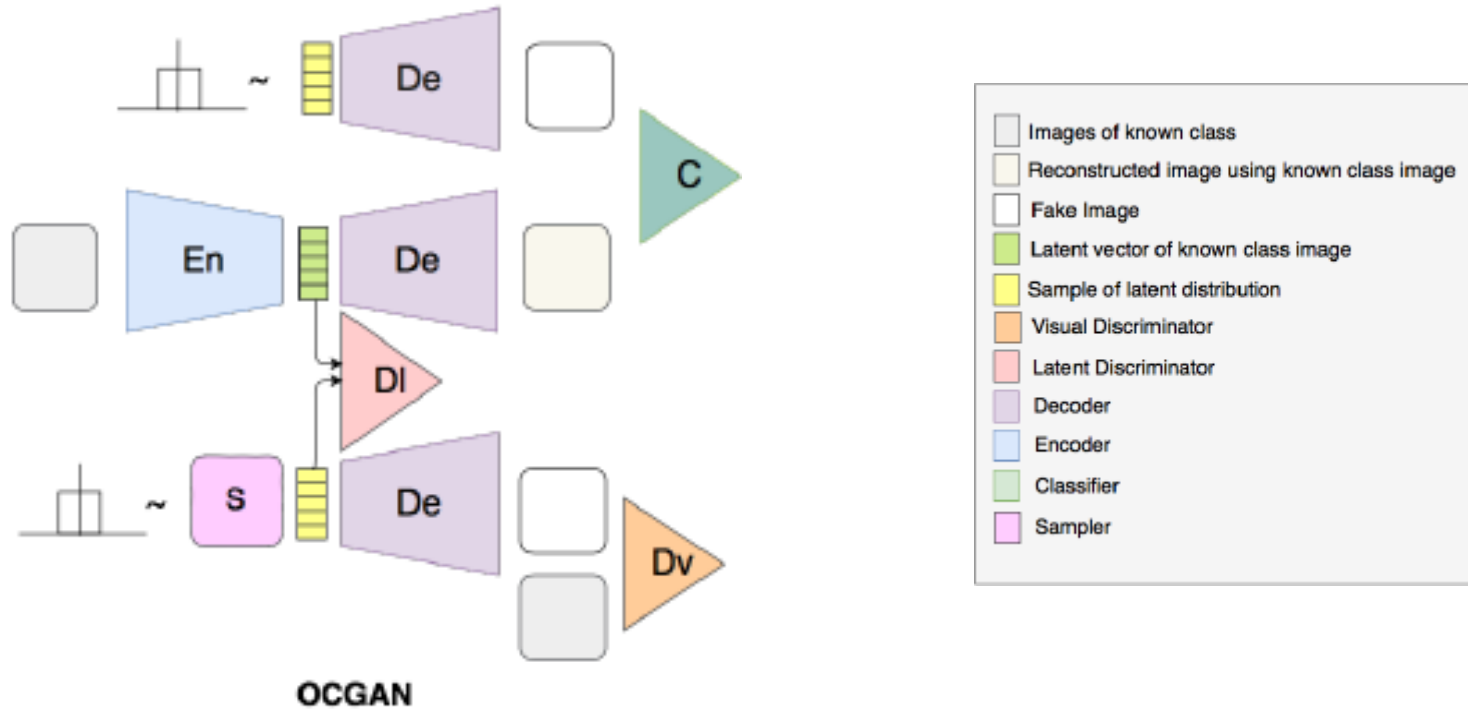 ~
De
C
En
De
Dl
~
S
De
Dv
OCGAN
Images of known class
Reconstructed image using known class image
Fake Image
Latent vector of known class image
Sample of latent distribution
Visual Discriminator
Latent Discriminator
Decoder
Encoder
Classifier
Sampler